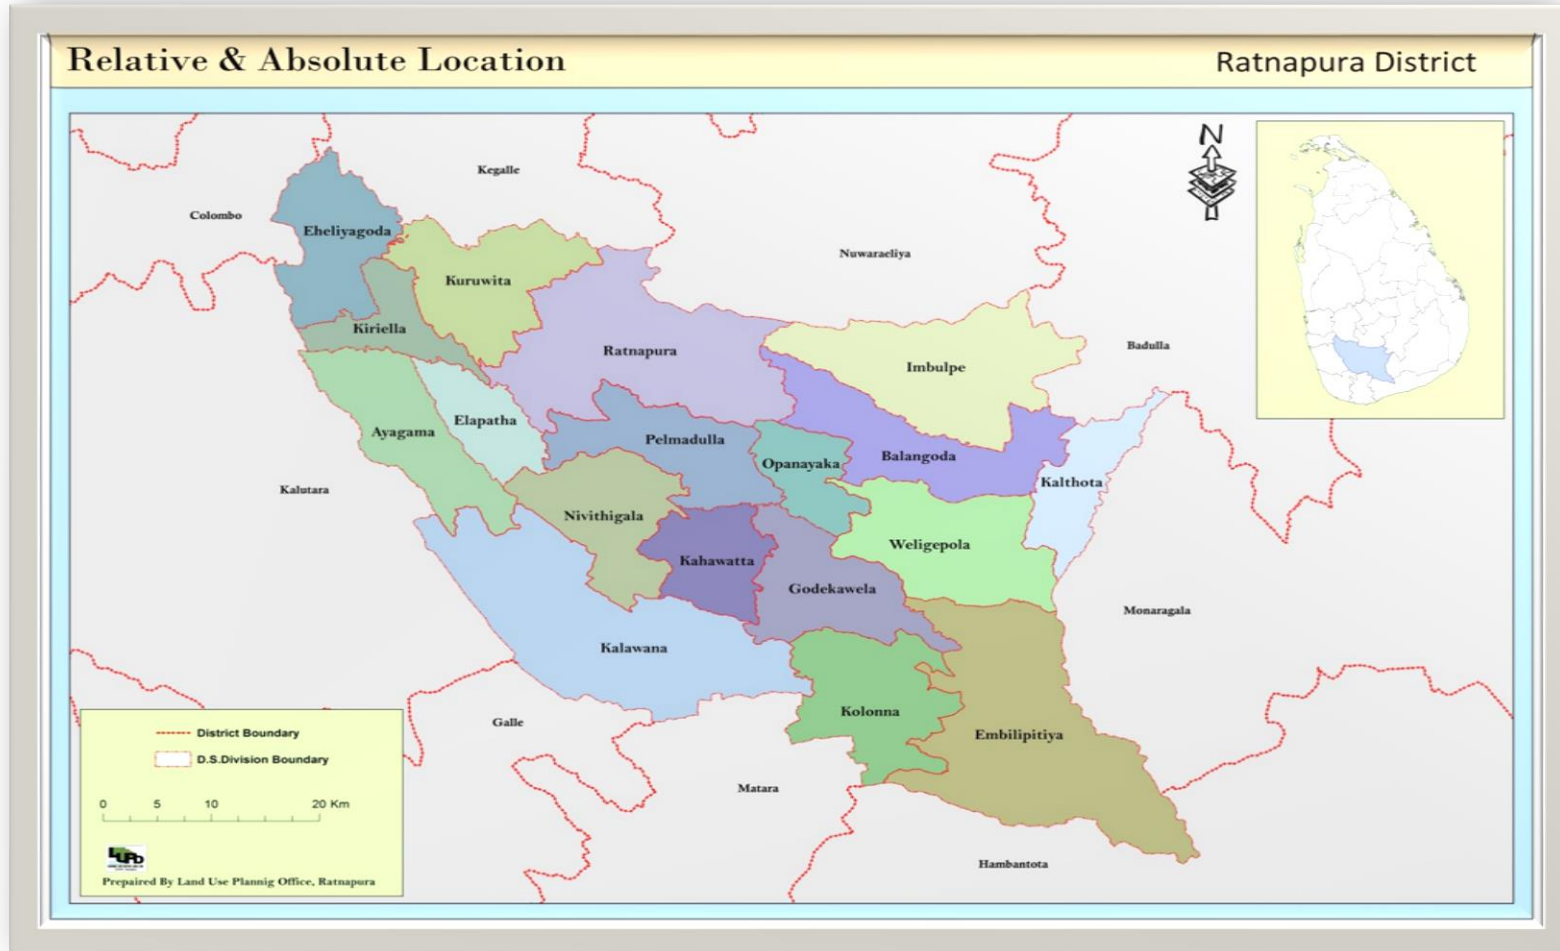 Relative & Absolute Location
Ratnapura District
N
Kegalle
Colombo
Eheliyagoda
Nuwaraeliya
Kuruwita
Kiriella
Badulla
Ratnapura
Imbulpe
Elapatha
Ayagama
Pelmadulla
Balangoda
Opanayaka
Kalthota
Kalutara
Nivithigala
Weligepola
Kahawatta
Godekawela
Monaragala
Kalawana
Kolonna
Galle
Embilipitiya
Matara
Hambantota
District Boundary
D.S.Division Boundary
0 5 10 20 Km
Prepaired By Land Use Plannig Office, Ratnapura